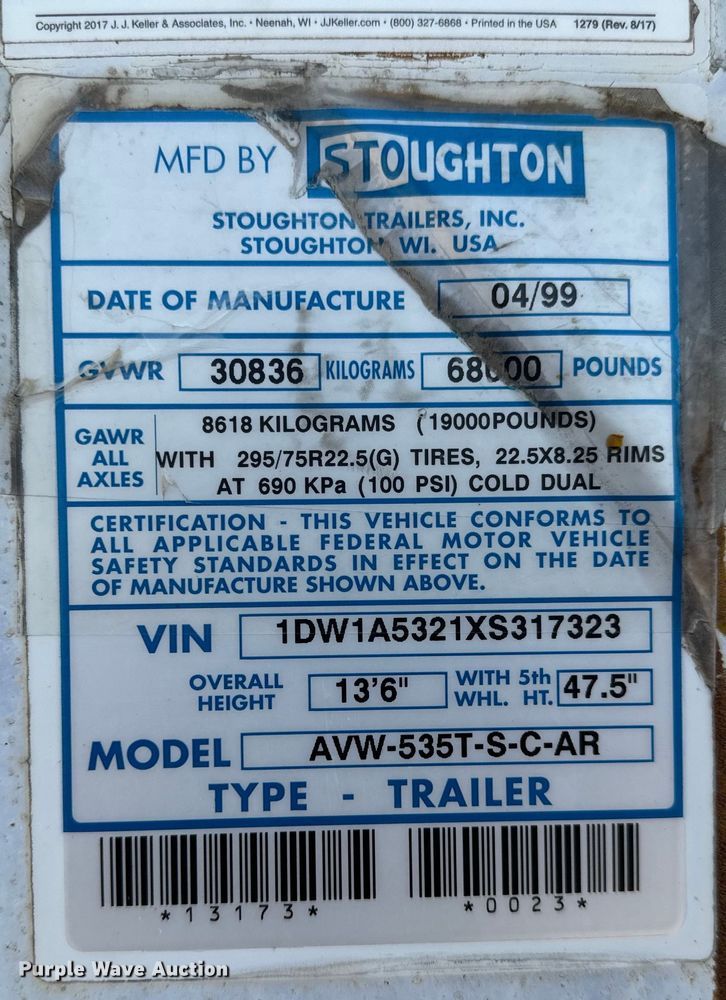 Copyright 2017 J. J. Keller & Associates, Inc. • Neenah, WI • JJKeller.com • (800) 327-6868 • Printed in the USA 1279 (Rev. 8/17)
MFD BY STOUGHTON
STOUGHTON TRAILERS, INC.
STOUGHTON WI. USA
DATE OF MANUFACTURE 04/99
GVWR 30836 KILOGRAMS 68000 POUNDS
GAWR ALL AXLES
8618 KILOGRAMS (19000POUNDS)
WITH 295/75R22.5(G) TIRES, 22.5X8.25 RIMS
AT 690 KPa (100 PSI) COLD DUAL
CERTIFICATION - THIS VEHICLE CONFORMS TO
ALL APPLICABLE FEDERAL MOTOR VEHICLE
SAFETY STANDARDS IN EFFECT ON THE DATE
OF MANUFACTURE SHOWN ABOVE.
VIN 1DW1A5321XS317323
OVERALL HEIGHT 13'6" WITH 5th WHL. HT. 47.5"
MODEL AVW-535T-S-C-AR
TYPE - TRAILER
*13173* *0023*
Purple Wave Auction